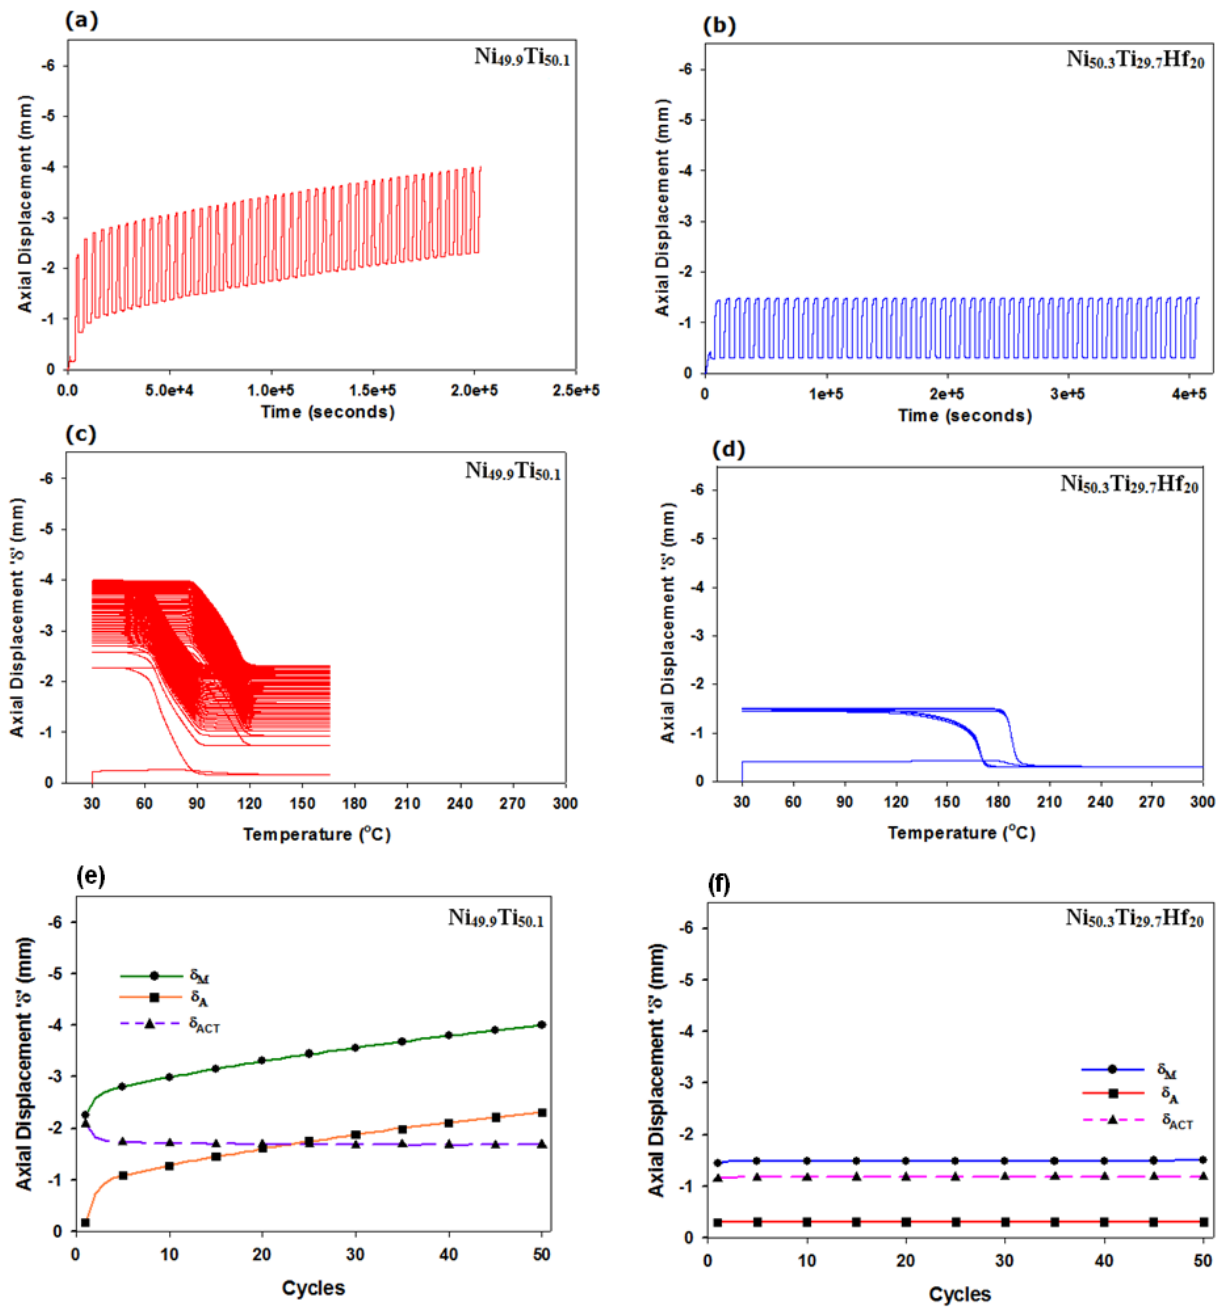 (a)
Ni49.9Ti50.1
Axial Displacement (mm)
-6
-5
-4
-3
-2
-1
0
0.0 5.0e+4 1.0e+5 1.5e+5 2.0e+5 2.5e+5
Time (seconds)
(b)
Ni50.3Ti29.7Hf20
Axial Displacement (mm)
-6
-5
-4
-3
-2
-1
0
0 1e+5 2e+5 3e+5 4e+5
Time (seconds)
(c)
Ni49.9Ti50.1
Axial Displacement 'δ' (mm)
-6
-5
-4
-3
-2
-1
0
30 60 90 120 150 180 210 240 270 300
Temperature (°C)
(d)
Ni50.3Ti29.7Hf20
Axial Displacement 'δ' (mm)
-6
-5
-4
-3
-2
-1
0
30 60 90 120 150 180 210 240 270 300
Temperature (°C)
(e)
Ni49.9Ti50.1
Axial Displacement 'δ' (mm)
-6
-5
-4
-3
-2
-1
0
δM
δA
δACT
0 10 20 30 40 50
Cycles
(f)
Ni50.3Ti29.7Hf20
Axial Displacement 'δ' (mm)
-6
-5
-4
-3
-2
-1
0
δM
δA
δACT
0 10 20 30 40 50
Cycles